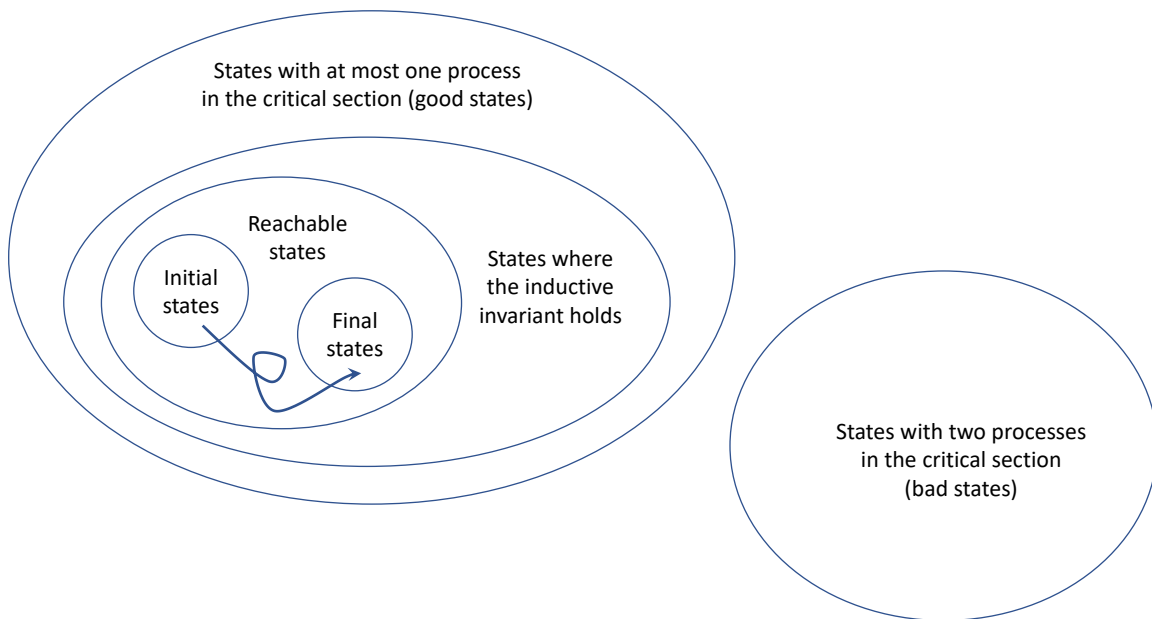 States with at most one process
in the critical section (good states)
Reachable
states
Initial
states
States where
the inductive
invariant holds
Final
states
States with two processes
in the critical section
(bad states)